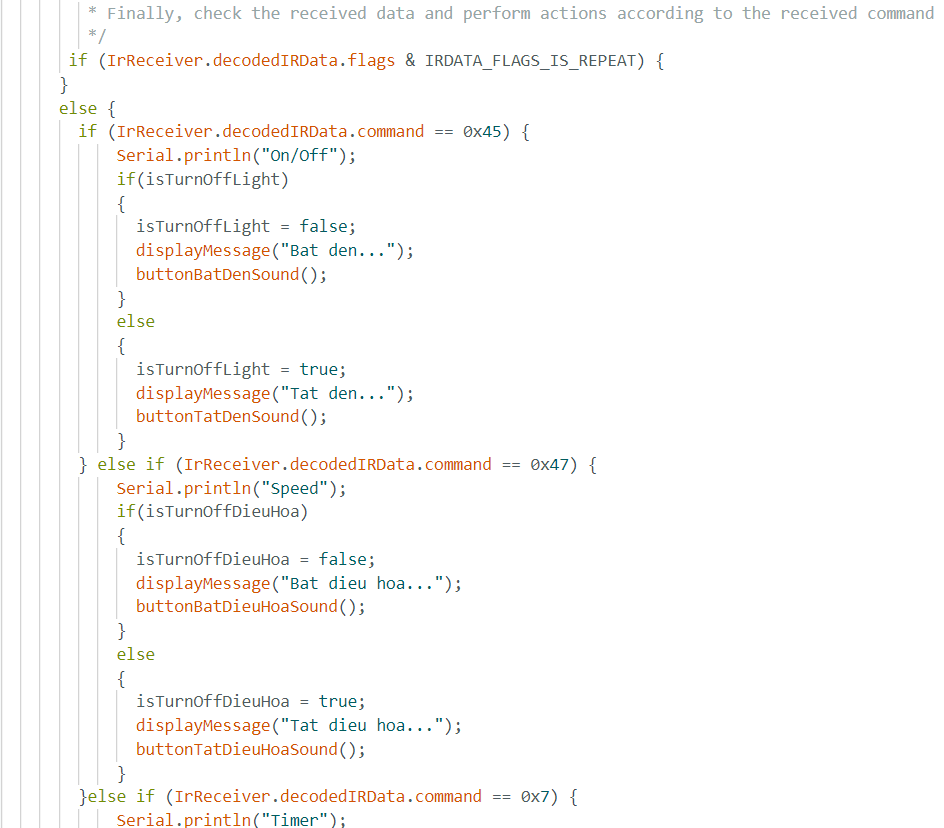 * Finally, check the received data and perform actions according to the received command
*/
if (IrReceiver.decodedIRData.flags & IRDATA_FLAGS_IS_REPEAT) {
}
else {
if (IrReceiver.decodedIRData.command == 0x45) {
Serial.println("On/Off");
if(isTurnOffLight)
{
isTurnOffLight = false;
displayMessage("Bat den...");
buttonBatDenSound();
}
else
{
isTurnOffLight = true;
displayMessage("Tat den...");
buttonTatDenSound();
}
} else if (IrReceiver.decodedIRData.command == 0x47) {
Serial.println("Speed");
if(isTurnOffDieuHoa)
{
isTurnOffDieuHoa = false;
displayMessage("Bat dieu hoa...");
buttonBatDieuHoaSound();
}
else
{
isTurnOffDieuHoa = true;
displayMessage("Tat dieu hoa...");
buttonTatDieuHoaSound();
}
}else if (IrReceiver.decodedIRData.command == 0x7) {
Serial.println("Timer");